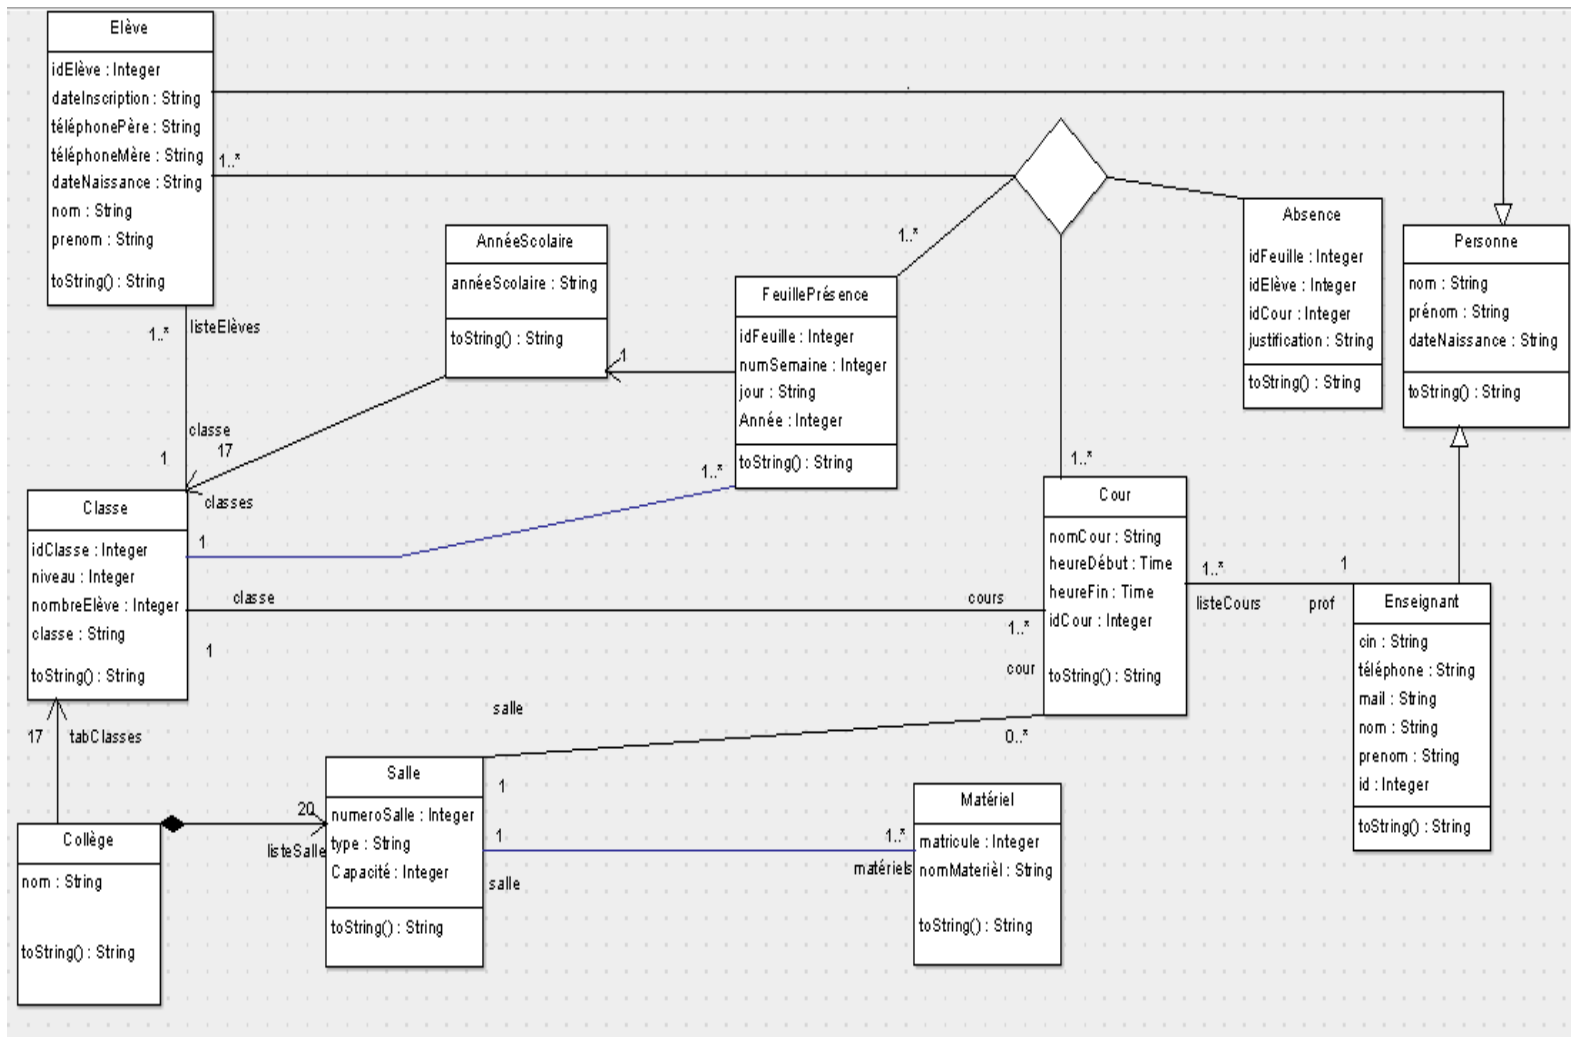 Elève
idElève : Integer
dateInscription : String
téléphonePère : String
téléphoneMère : String
dateNaissance : String
nom : String
prenom : String
toString() : String
1..*
1..*
listeElèves
AnnéeScolaire
annéeScolaire : String
toString() : String
1
1..*
FeuillePrésence
idFeuille : Integer
numSemaine : Integer
jour : String
Année : Integer
toString() : String
1..*
Absence
idFeuille : Integer
idElève : Integer
idCour : Integer
justification : String
toString() : String
Personne
nom : String
prénom : String
dateNaissance : String
toString() : String
classe
1
17
classes
Classe
idClasse : Integer
niveau : Integer
nombreElève : Integer
classe : String
toString() : String
1
classe
1
cours
1..*
1..*
Cour
nomCour : String
heureDébut : Time
heureFin : Time
idCour : Integer
toString() : String
cour
0..*
1..*
listeCours
1
prof
Enseignant
cin : String
téléphone : String
mail : String
nom : String
prenom : String
id : Integer
toString() : String
17
tabClasses
Collège
nom : String
toString() : String
20
listeSalle
salle
1
Salle
numeroSalle : Integer
type : String
Capacité : Integer
toString() : String
1
salle
1..*
matériels
Matériel
matricule : Integer
nomMaterièl : String
toString() : String